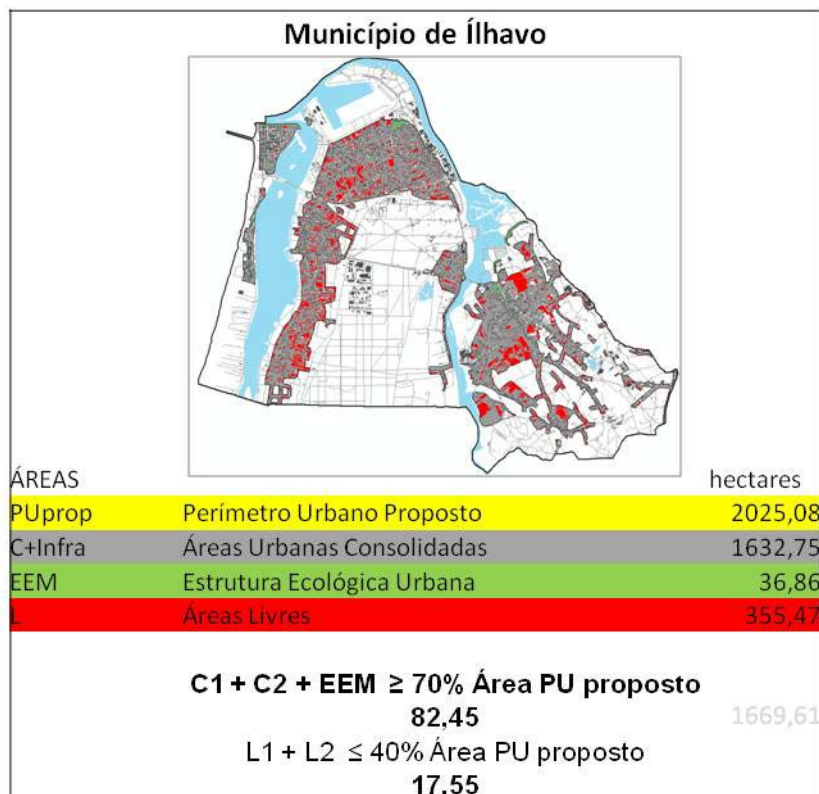 Município de Ílhavo
ÁREAS hectares
PUprop Perímetro Urbano Proposto 2025,08
C+Infra Áreas Urbanas Consolidadas 1632,75
EEM Estrutura Ecológica Urbana 36,86
L Áreas Livres 355,47
C1 + C2 + EEM ≥ 70% Área PU proposto
82,45 1669,61
L1 + L2 ≤ 40% Área PU proposto
17,55